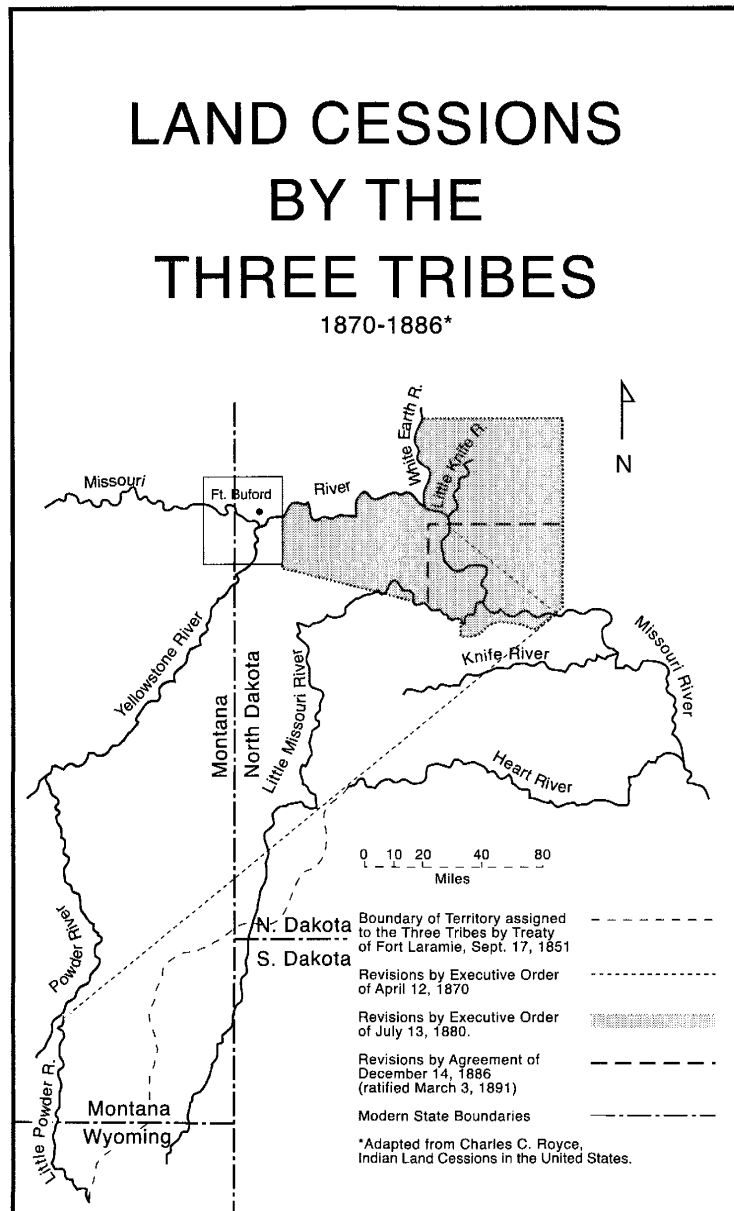 LAND CESSIONS
BY THE
THREE TRIBES
1870-1886*
White Earth R.
Little Knife R.
N
Missouri
Ft. Buford
River
Yellowstone River
Montana
North Dakota
Little Missouri River
Knife River
Missouri River
Heart River
0 10 20 40 80
Miles
N. Dakota
S. Dakota
Powder River
Little Powder R.
Montana
Wyoming
Boundary of Territory assigned
to the Three Tribes by Treaty
of Fort Laramie, Sept. 17, 1851
Revisions by Executive Order
of April 12, 1870
Revisions by Executive Order
of July 13, 1880.
Revisions by Agreement of
December 14, 1886
(ratified March 3, 1891)
Modern State Boundaries
*Adapted from Charles C. Royce,
Indian Land Cessions in the United States.